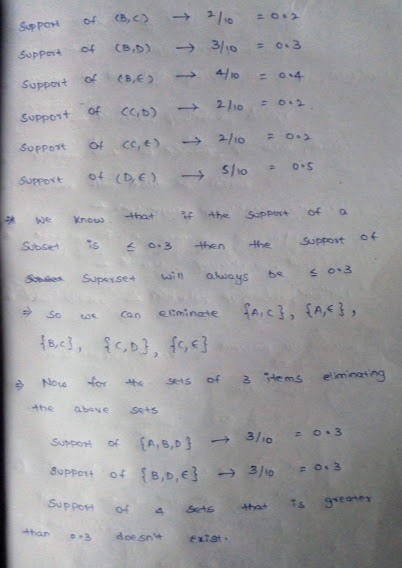 Support of (B,C) → 2/10 = 0.2
Support of (B,D) → 3/10 = 0.3
Support of (B,E) → 4/10 = 0.4
Support of (C,D) → 2/10 = 0.2.
Support of (C,E) → 2/10 = 0.2
Support of (D,E) → 5/10 = 0.5
⇒ We know that if the support of a
subset is ≤ 0.3 then the support of
superset will always be ≤ 0.3
⇒ So we can eliminate {A,C}, {A,E},
{B,C}, {C,D}, {C,E}
⇒ Now for the sets of 3 items eliminating
the above sets
Support of {A,B,D} → 3/10 = 0.3
Support of {B,D,E} → 3/10 = 0.3
Support of 4 sets that is greater
than 0.3 doesn't exist.